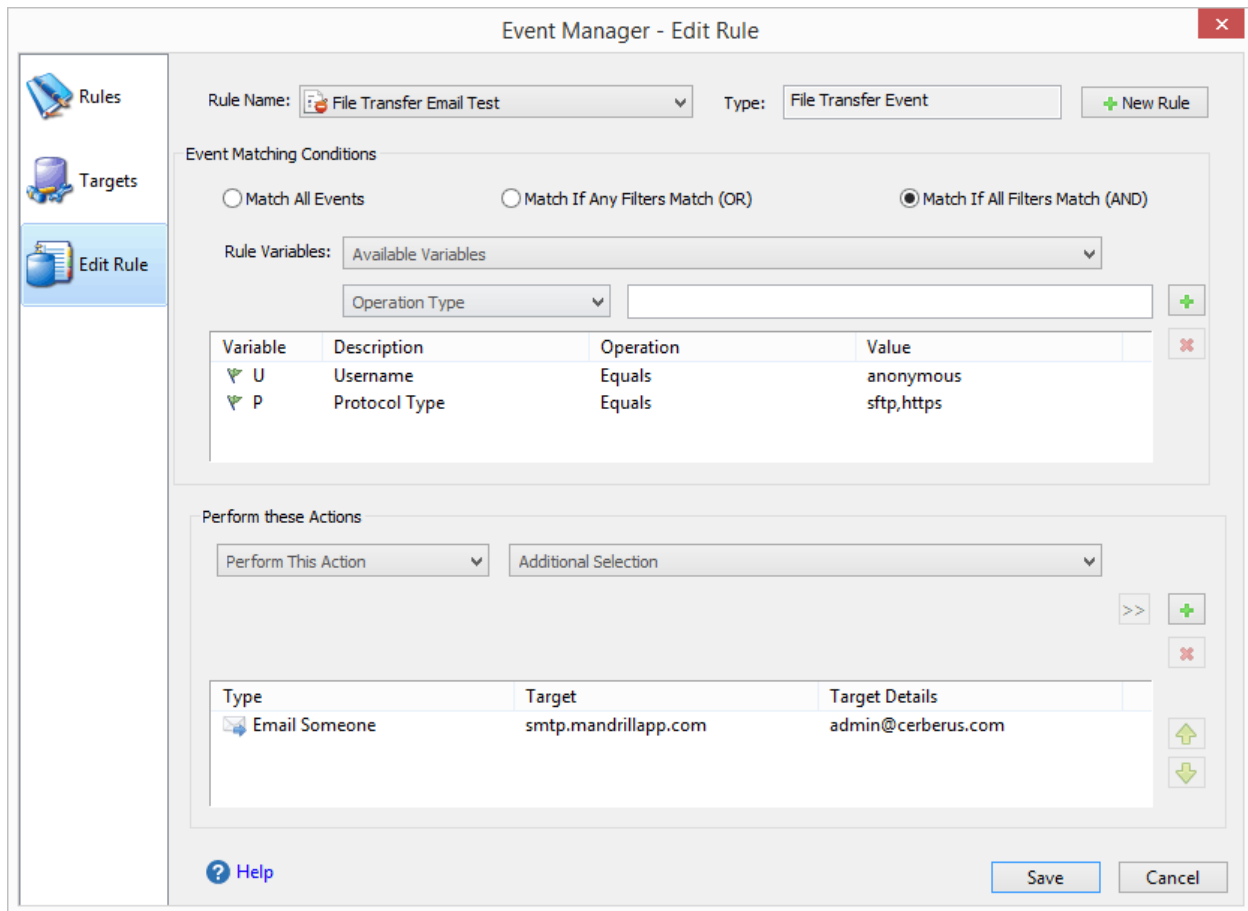 Event Manager - Edit Rule
Rules
Targets
Edit Rule
Rule Name: File Transfer Email Test Type: File Transfer Event New Rule
Event Matching Conditions
Match All Events Match If Any Filters Match (OR) Match If All Filters Match (AND)
Rule Variables: Available Variables
Operation Type
Variable Description Operation Value
U Username Equals anonymous
P Protocol Type Equals sftp,https
Perform these Actions
Perform This Action Additional Selection
>>
Type Target Target Details
Email Someone smtp.mandrillapp.com admin@cerberus.com
? Help Save Cancel